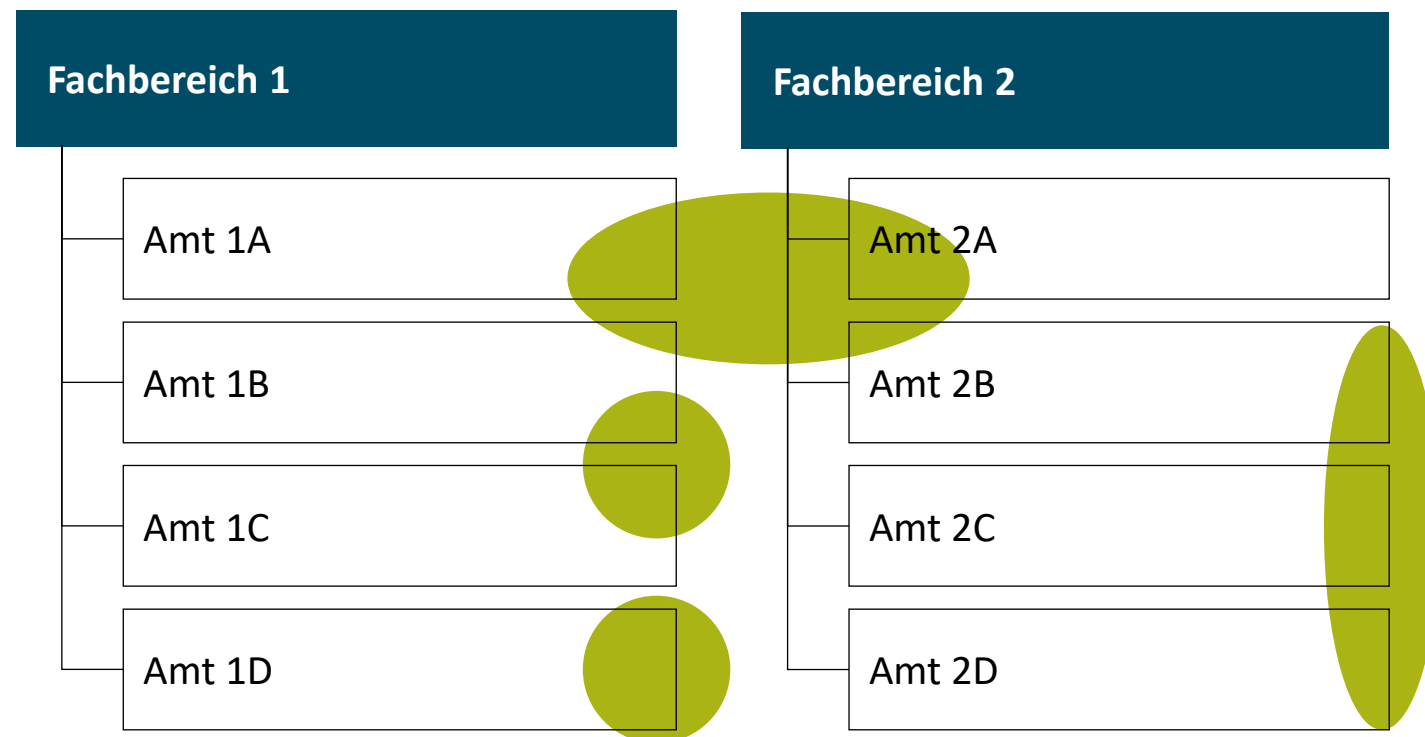 Fachbereich 1
Amt 1A
Amt 1B
Amt 1C
Amt 1D
Fachbereich 2
Amt 2A
Amt 2B
Amt 2C
Amt 2D